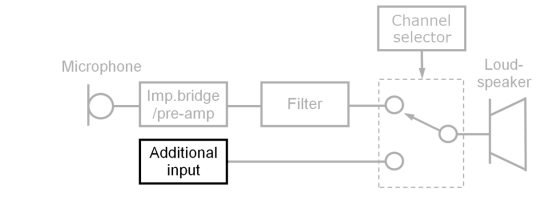 Channel
selector
Loud-
speaker
Microphone
Imp.bridge
/pre-amp
Filter
Additional
input